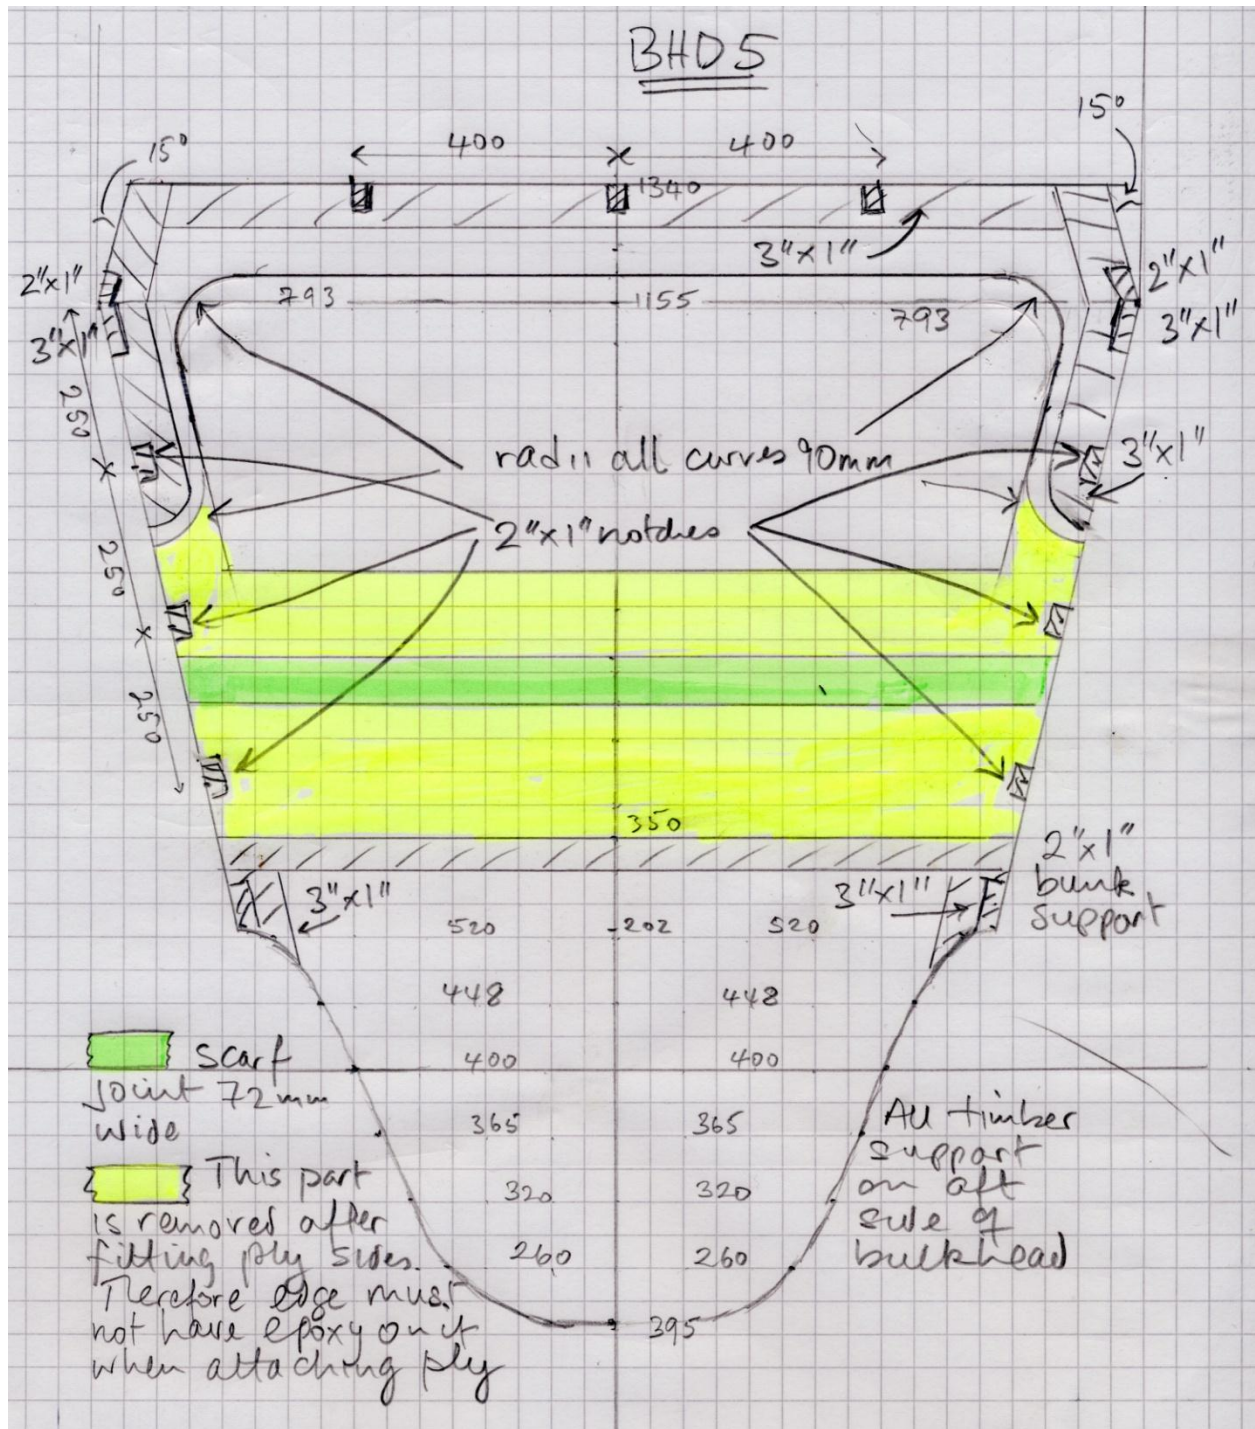 BHD5
15°
15°
400
400
1340
3"x1"
2"x1"
2"x1"
793
1155
793
3"x1"
3"x1"
250
radii all curves 90mm
3"x1"
2"x1" notches
250
250
350
2"x1"
bunk
support
3"x1"
3"x1"
520
202
520
448
448
400
400
365
365
320
320
260
260
395
scarf
joint 72mm
wide
This part
is removed after
fitting ply sides.
Therefore edge must
not have epoxy on it
when attaching ply
All timber
support
on aft
side of
bulkhead